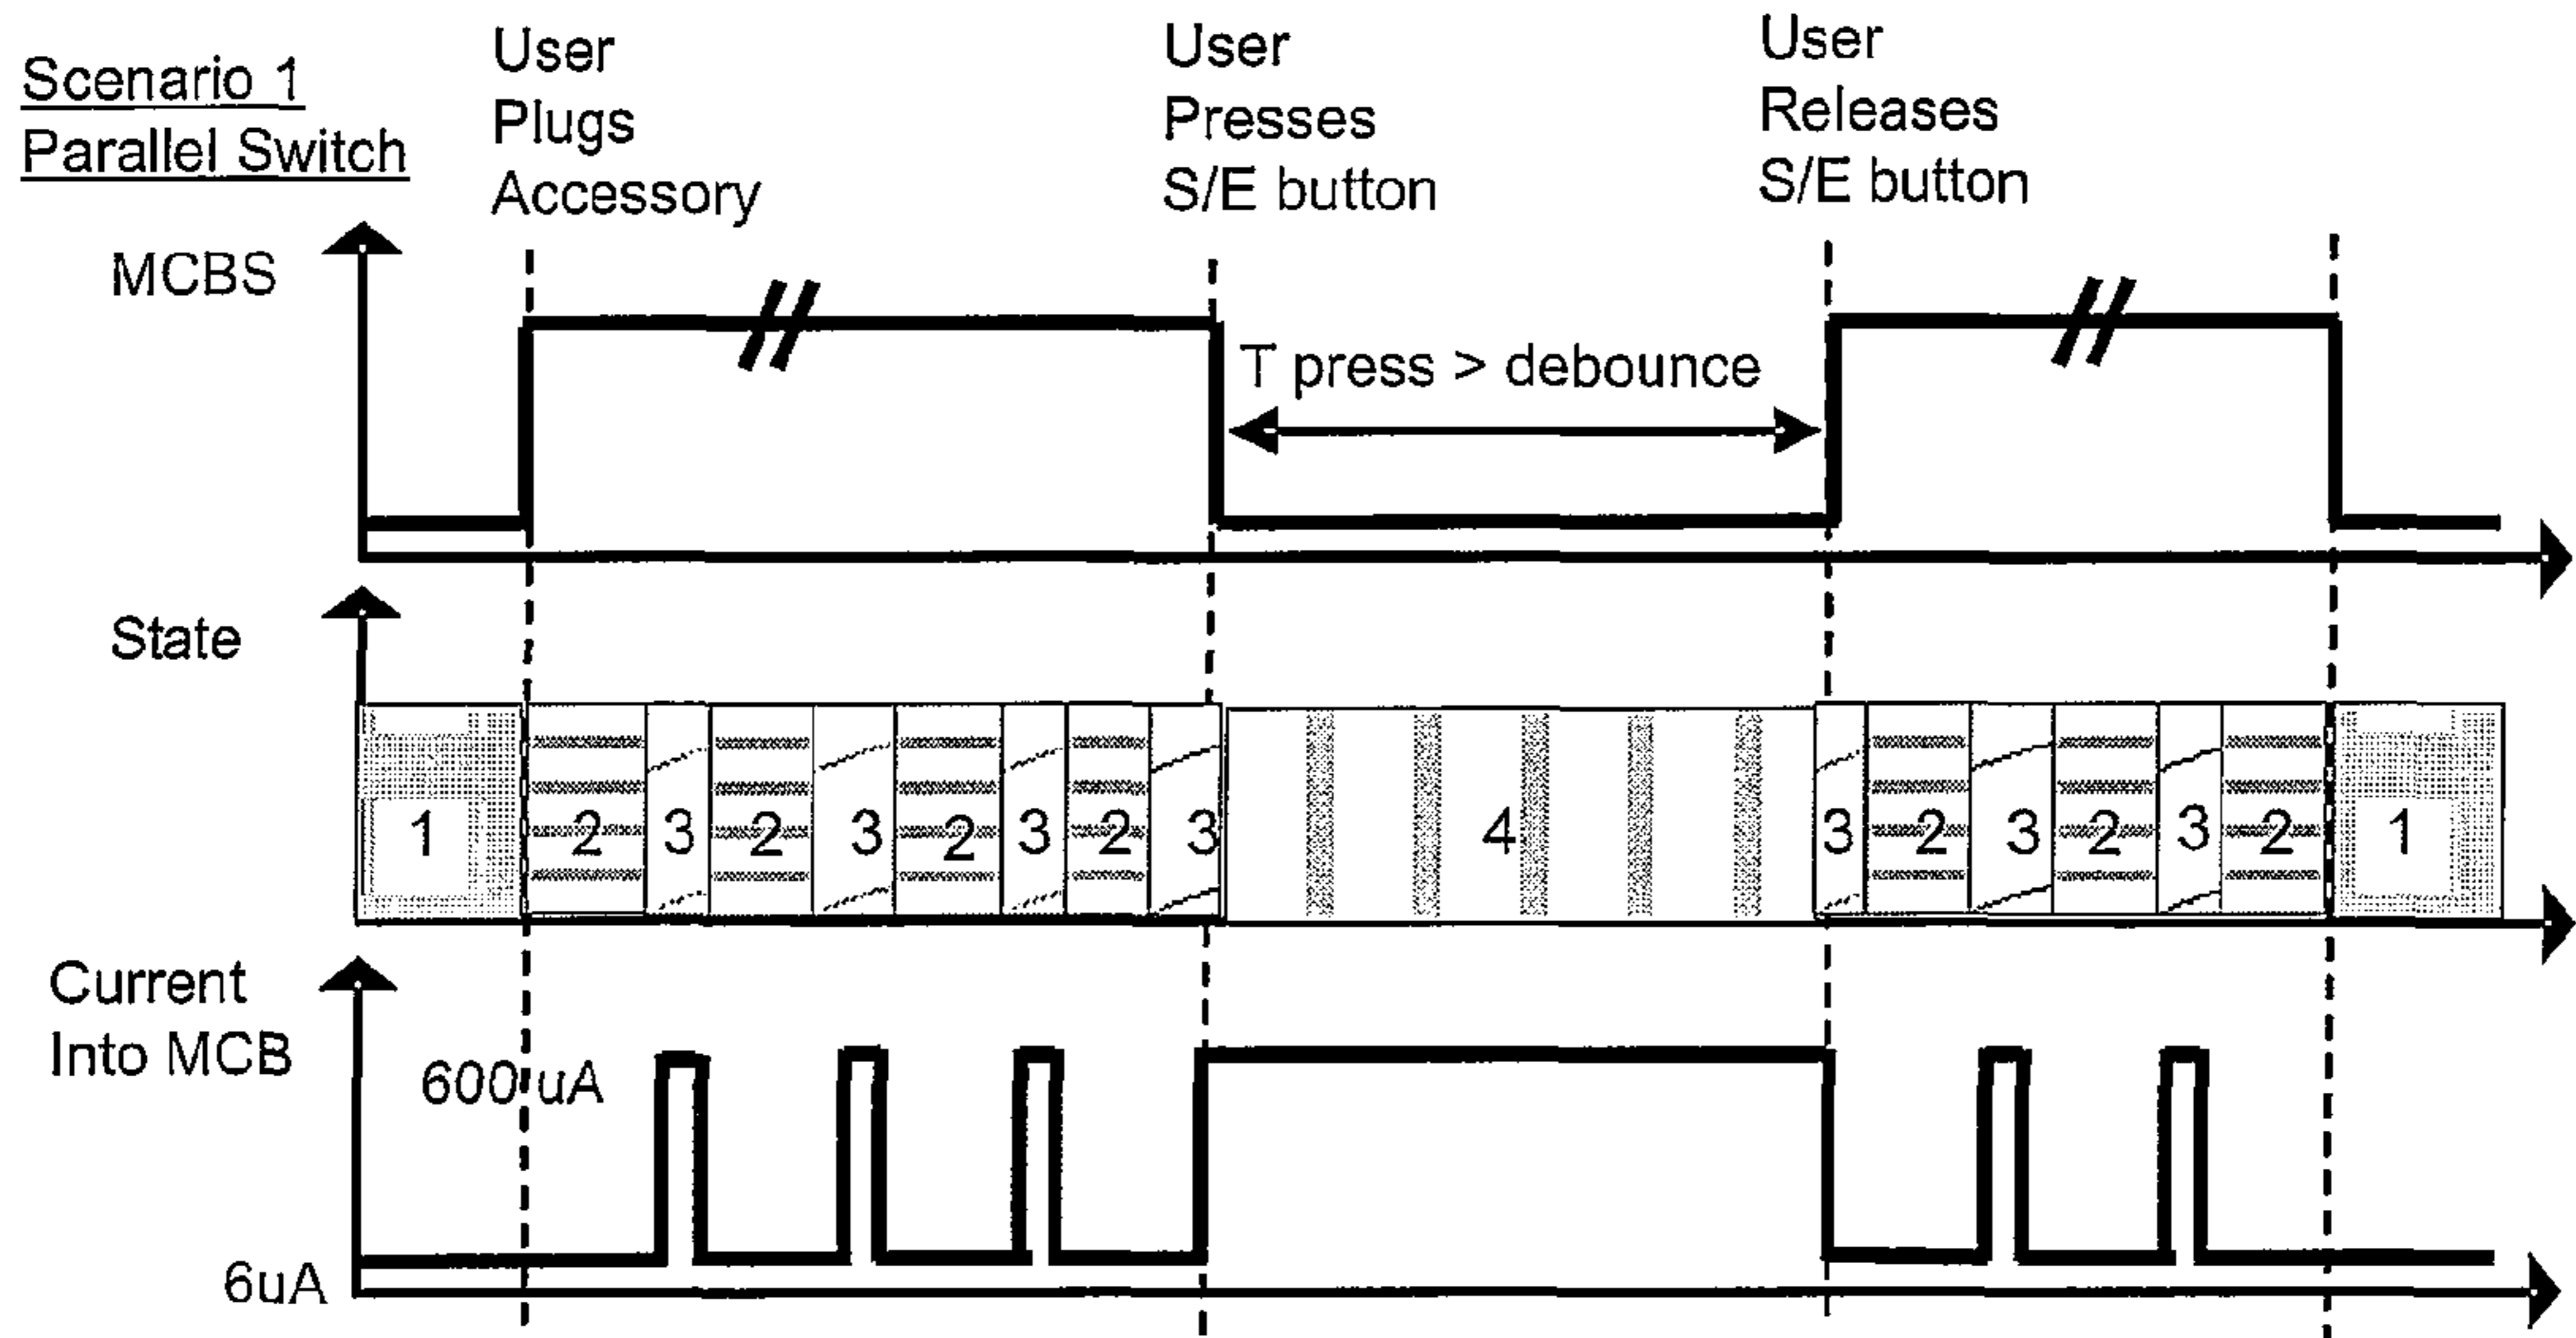 Scenario 1
Parallel Switch
User
Plugs
Accessory
User
Presses
S/E button
User
Releases
S/E button
MCBS
T press > debounce
State
1 2 3 2 3 2 3 2 3 4 3 2 3 2 3 2 1
Current
Into MCB
600 uA
6uA